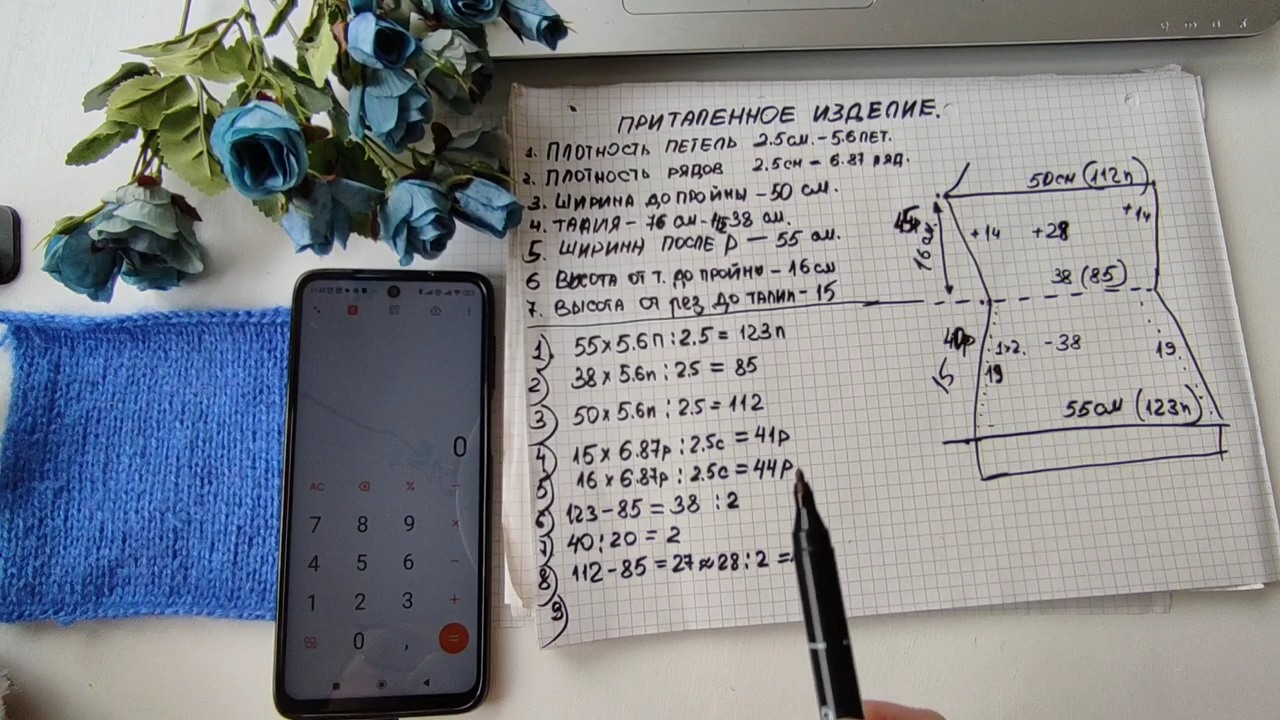 ПРИТАЛЕННОЕ ИЗДЕЛИЕ.
1. ПЛОТНОСТЬ ПЕТЕЛЬ 2.5см. - 5.6ПЕТ.
2. ПЛОТНОСТЬ РЯДОВ 2.5см - 6.87 РЯД.
3. ШИРИНА ДО ПРОЙМЫ - 50 СМ.
4. ТАЛИЯ - 76 СМ 38 СМ.
5. ШИРИНА ПОСЛЕ Р - 55 СМ.
6 ВЫСОТА ОТ Т. ДО ПРОЙМЫ - 16СМ
7. ВЫСОТА ОТ РЕЗ ДО ТАЛИИ - 15
1) 55 x 5.6п : 2.5 = 123п
2) 38 x 5.6п : 2.5 = 85
3) 50 x 5.6п : 2.5 = 112
4) 15 x 6.87р : 2.5с = 41р
5) 16 x 6.87р : 2.5с = 44р
6) 123 - 85 = 38 : 2
7) 40 : 20 = 2
8) 112 - 85 = 27 ≈ 28 : 2 =
9)
50см (112п)
+14
+14 +28
16 см.
38 (85)
1x2. -38
19 19
15
55см (123п)
0
AC % −
7 8 9 ×
4 5 6 −
1 2 3 +
0 , =